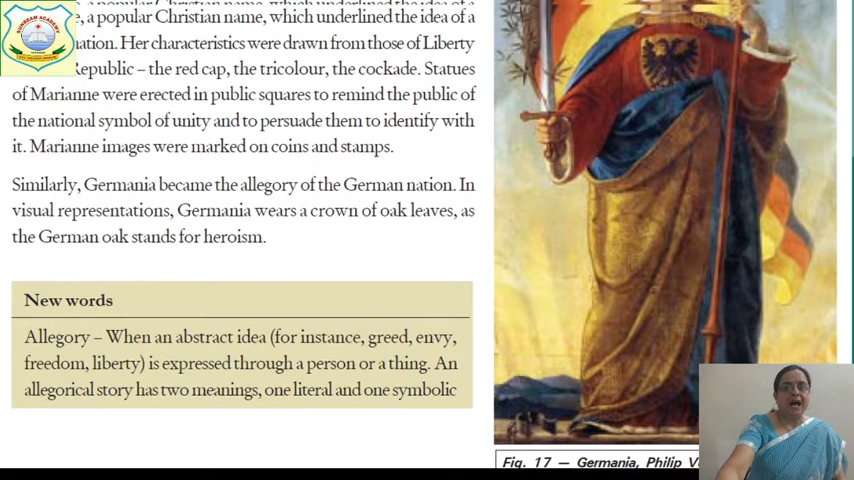 SUNBEAM ACADEMY
e, a popular Christian name, which underlined the idea of a
nation. Her characteristics were drawn from those of Liberty
Republic – the red cap, the tricolour, the cockade. Statues
of Marianne were erected in public squares to remind the public of
the national symbol of unity and to persuade them to identify with
it. Marianne images were marked on coins and stamps.
Similarly, Germania became the allegory of the German nation. In
visual representations, Germania wears a crown of oak leaves, as
the German oak stands for heroism.
New words
Allegory – When an abstract idea (for instance, greed, envy,
freedom, liberty) is expressed through a person or a thing. An
allegorical story has two meanings, one literal and one symbolic
Fig. 17 — Germania, Philip V